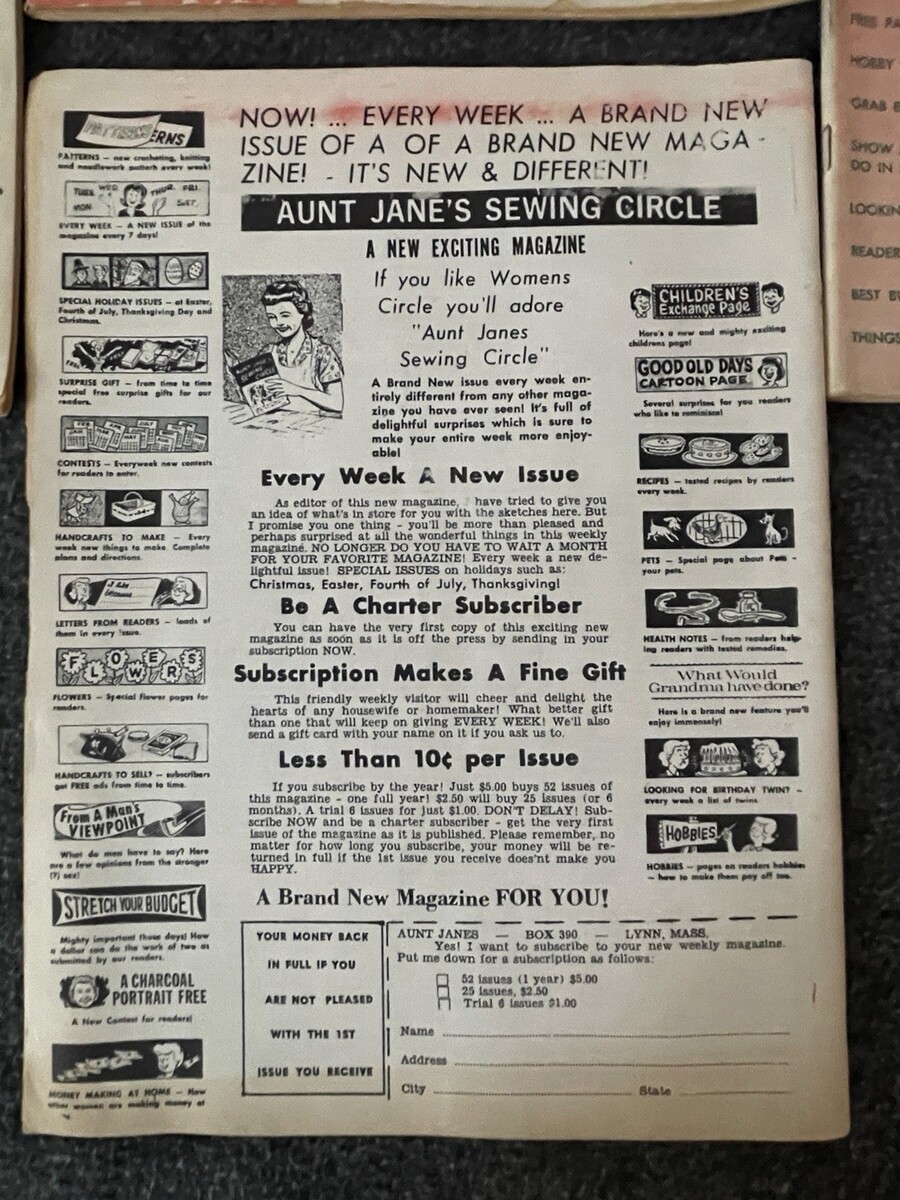 PATTERNS
ERNS
PATTERNS - new crocheting, knitting
and needlework pattern every week!
TUES. WED THUR. FRI.
MON. SAT.
EVERY WEEK - A NEW ISSUE of the
magazine every 7 days!
SPECIAL HOLIDAY ISSUES - at Easter,
Fourth of July, Thanksgiving Day and
Christmas.
SURPRISE GIFT - from time to time
special free surprise gifts for our
readers.
CONTESTS - Everyweek new contests
for readers to enter.
HANDCRAFTS TO MAKE - Every
week new things to make. Complete
plans and directions.
LETTERS FROM READERS - loads of
them in every issue.
FLOWERS
FLOWERS - Special flower pages for
readers.
HANDCRAFTS TO SELL? - subscribers
get FREE ads from time to time.
From A Man's
VIEWPOINT
What do men have to say? Here
are a few opinions from the stronger
(?) sex!
STRETCH YOUR BUDGET
Mighty important those days! How
a dollar can do the work of two as
submitted by our readers.
A CHARCOAL
PORTRAIT FREE
A New Contest for readers!
MONEY MAKING AT HOME - How
other women are making money at
NOW! ... EVERY WEEK ... A BRAND NEW
ISSUE OF A OF A BRAND NEW MAGA -
ZINE! - IT'S NEW & DIFFERENT!
AUNT JANE'S SEWING CIRCLE
A NEW EXCITING MAGAZINE
If you like Womens
Circle you'll adore
"Aunt Janes
Sewing Circle"
A Brand New issue every week en-
tirely different from any other maga-
zine you have ever seen! It's full of
delightful surprises which is sure to
make your entire week more enjoy-
able!
Every Week A New Issue
As editor of this new magazine, I have tried to give you
an idea of what's in store for you with the sketches here. But
I promise you one thing - you'll be more than pleased and
perhaps surprised at all the wonderful things in this weekly
magazine. NO LONGER DO YOU HAVE TO WAIT A MONTH
FOR YOUR FAVORITE MAGAZINE! Every week a new de-
lightful issue! SPECIAL ISSUES on holidays such as:
Christmas, Easter, Fourth of July, Thanksgiving!
Be A Charter Subscriber
You can have the very first copy of this exciting new
magazine as soon as it is off the press by sending in your
subscription NOW.
Subscription Makes A Fine Gift
This friendly weekly visitor will cheer and delight the
hearts of any housewife or homemaker! What better gift
than one that will keep on giving EVERY WEEK! We'll also
send a gift card with your name on it if you ask us to.
Less Than 10¢ per Issue
If you subscribe by the year! Just $5.00 buys 52 issues of
this magazine - one full year! $2.50 will buy 25 issues (or 6
months). A trial 6 issues for just $1.00. DON'T DELAY! Sub-
scribe NOW and be a charter subscriber - get the very first
issue of the magazine as it is published. Please remember, no
matter for how long you subscribe, your money will be re-
turned in full if the 1st issue you receive does'nt make you
HAPPY.
A Brand New Magazine FOR YOU!
CHILDREN'S
Exchange Page
Here's a new and mighty exciting
childrens page!
GOOD OLD DAYS
CARTOON PAGE
Several surprises for you readers
who like to reminisce!
RECIPES - tested recipes by readers
every week.
PETS - Special page about Pets -
your pets.
HEALTH NOTES - from readers help-
ing readers with tested remedies.
What Would
Grandma have done?
Here is a brand new feature you'll
enjoy immensely!
LOOKING FOR BIRTHDAY TWIN? -
every week a list of twins.
HOBBIES
HOBBIES - pages on readers hobbies
- how to make them pay off too.
YOUR MONEY BACK
IN FULL IF YOU
ARE NOT PLEASED
WITH THE 1ST
ISSUE YOU RECEIVE
AUNT JANES - BOX 390 - LYNN, MASS.
Yes! I want to subscribe to your new weekly magazine.
Put me down for a subscription as follows:
52 issues (1 year) $5.00
25 issues, $2.50
Trial 6 issues $1.00
Name
Address
City State
FREE
HOBBY
GRAB
SHOW
DO IN
LOOKIN
READER
BEST
THINGS